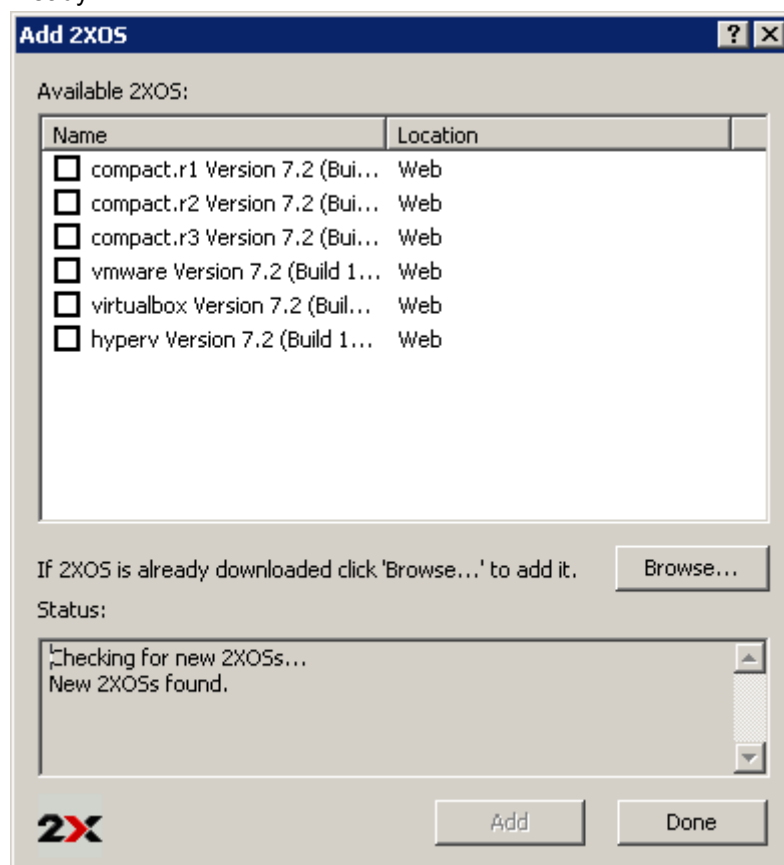 Add 2XOS
Available 2XOS:
Name Location
compact.r1 Version 7.2 (Bui... Web
compact.r2 Version 7.2 (Bui... Web
compact.r3 Version 7.2 (Bui... Web
vmware Version 7.2 (Build 1... Web
virtualbox Version 7.2 (Buil... Web
hyperv Version 7.2 (Build 1... Web
If 2XOS is already downloaded click 'Browse...' to add it. Browse...
Status:
Checking for new 2XOSs...
New 2XOSs found.
2X Add Done